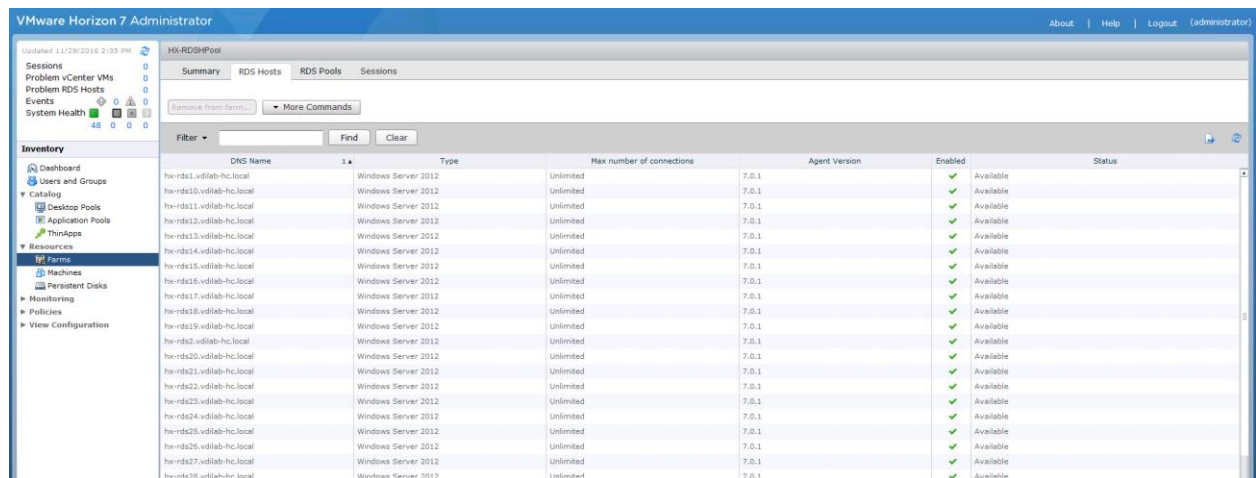 VMware Horizon 7 Administrator
About | Help | Logout (administrator)
Updated 11/29/2016 2:35 PM
Sessions 0
Problem vCenter VMs 0
Problem RDS Hosts 0
Events 0 0
System Health
48 0 0 0
Inventory
Dashboard
Users and Groups
Catalog
Desktop Pools
Application Pools
ThinApps
Resources
Farms
Machines
Persistent Disks
Monitoring
Policies
View Configuration
HX-RDSHPool
Summary RDS Hosts RDS Pools Sessions
Remove from farm... More Commands
Filter Find Clear
DNS Name 1 Type Max number of connections Agent Version Enabled Status
hx-rds1.vdilab-hc.local Windows Server 2012 Unlimited 7.0.1 Available
hx-rds10.vdilab-hc.local Windows Server 2012 Unlimited 7.0.1 Available
hx-rds11.vdilab-hc.local Windows Server 2012 Unlimited 7.0.1 Available
hx-rds12.vdilab-hc.local Windows Server 2012 Unlimited 7.0.1 Available
hx-rds13.vdilab-hc.local Windows Server 2012 Unlimited 7.0.1 Available
hx-rds14.vdilab-hc.local Windows Server 2012 Unlimited 7.0.1 Available
hx-rds15.vdilab-hc.local Windows Server 2012 Unlimited 7.0.1 Available
hx-rds16.vdilab-hc.local Windows Server 2012 Unlimited 7.0.1 Available
hx-rds17.vdilab-hc.local Windows Server 2012 Unlimited 7.0.1 Available
hx-rds18.vdilab-hc.local Windows Server 2012 Unlimited 7.0.1 Available
hx-rds19.vdilab-hc.local Windows Server 2012 Unlimited 7.0.1 Available
hx-rds2.vdilab-hc.local Windows Server 2012 Unlimited 7.0.1 Available
hx-rds20.vdilab-hc.local Windows Server 2012 Unlimited 7.0.1 Available
hx-rds21.vdilab-hc.local Windows Server 2012 Unlimited 7.0.1 Available
hx-rds22.vdilab-hc.local Windows Server 2012 Unlimited 7.0.1 Available
hx-rds23.vdilab-hc.local Windows Server 2012 Unlimited 7.0.1 Available
hx-rds24.vdilab-hc.local Windows Server 2012 Unlimited 7.0.1 Available
hx-rds25.vdilab-hc.local Windows Server 2012 Unlimited 7.0.1 Available
hx-rds26.vdilab-hc.local Windows Server 2012 Unlimited 7.0.1 Available
hx-rds27.vdilab-hc.local Windows Server 2012 Unlimited 7.0.1 Available
hx-rds28.vdilab-hc.local Windows Server 2012 Unlimited 7.0.1 Available